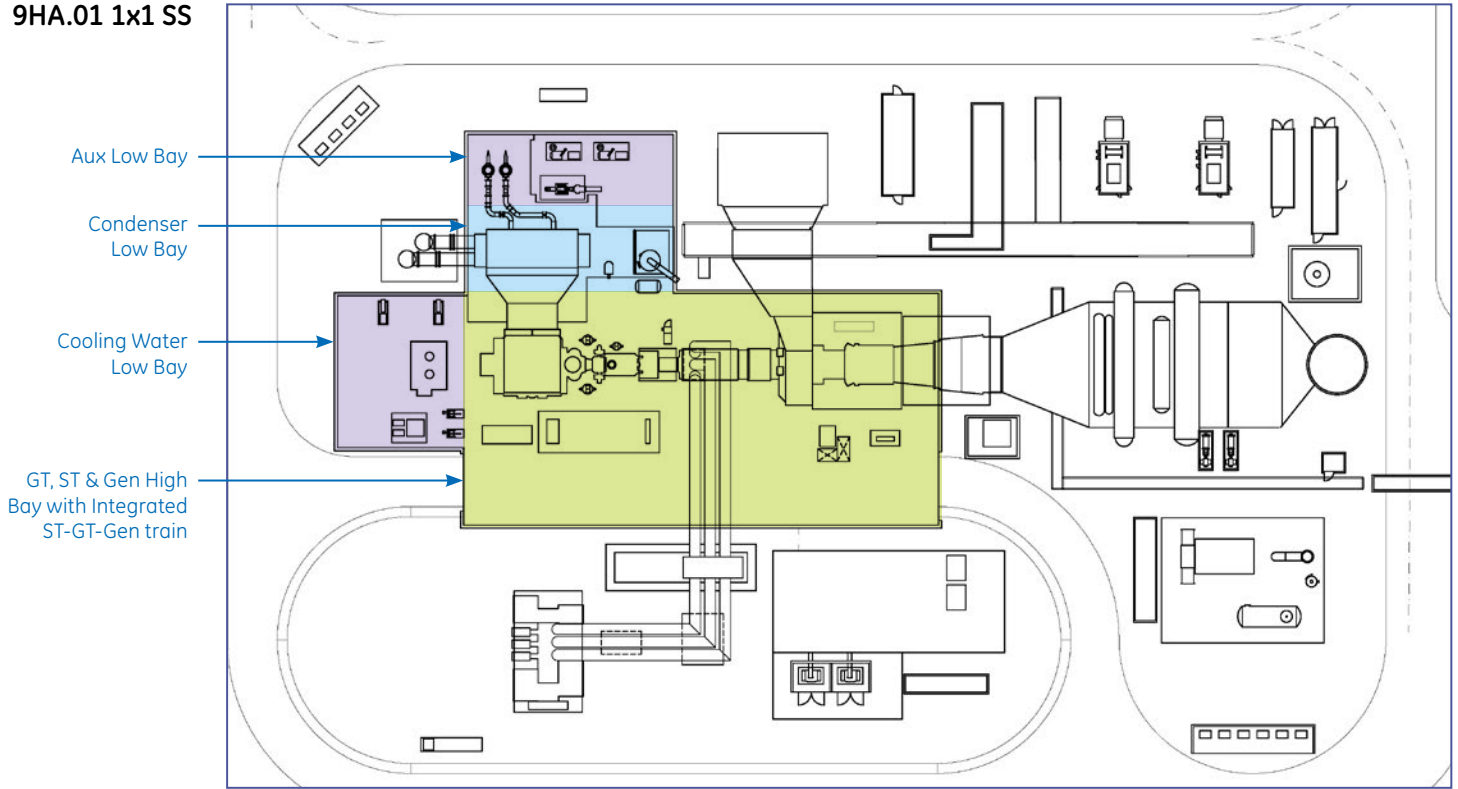 9HA.01 1x1 SS
Aux Low Bay
Condenser
Low Bay
Cooling Water
Low Bay
GT, ST & Gen High
Bay with Integrated
ST-GT-Gen train